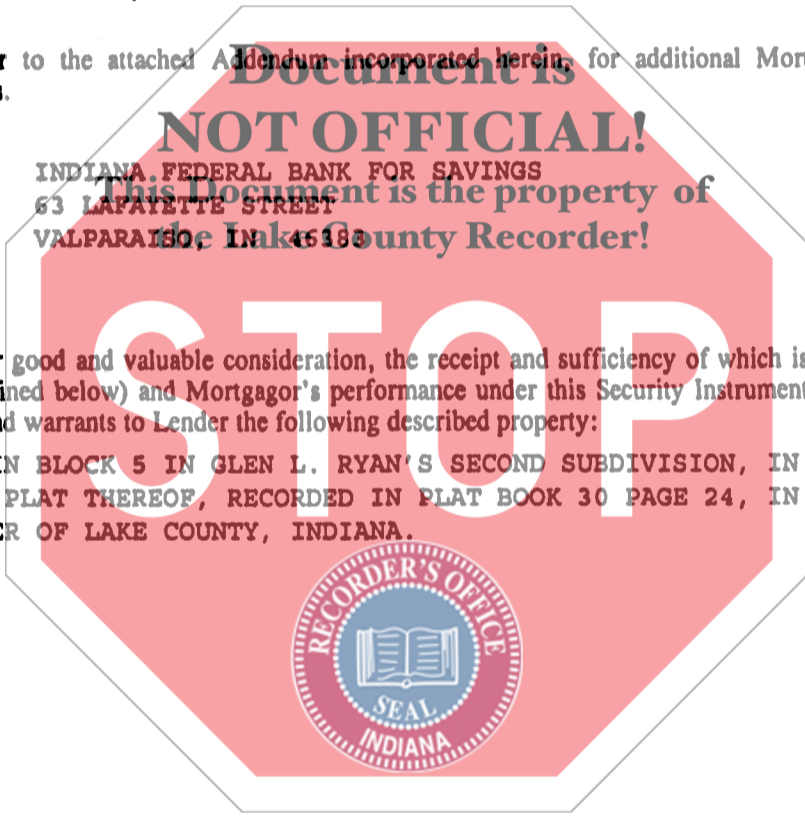 r to the attached Addendum incorporated herein, for additional Mort
s.
Document is
NOT OFFICIAL!
INDIANA FEDERAL BANK FOR SAVINGS
This Document is the property of
63 LAFAYETTE STREET
the Lake County Recorder!
VALPARAISO, IN 46383
STOP
r good and valuable consideration, the receipt and sufficiency of which is
ined below) and Mortgagor's performance under this Security Instrument
d warrants to Lender the following described property:
N BLOCK 5 IN GLEN L. RYAN'S SECOND SUBDIVISION, IN
PLAT THEREOF, RECORDED IN PLAT BOOK 30 PAGE 24, IN
R OF LAKE COUNTY, INDIANA.
RECORDER'S OFFICE
SEAL
INDIANA